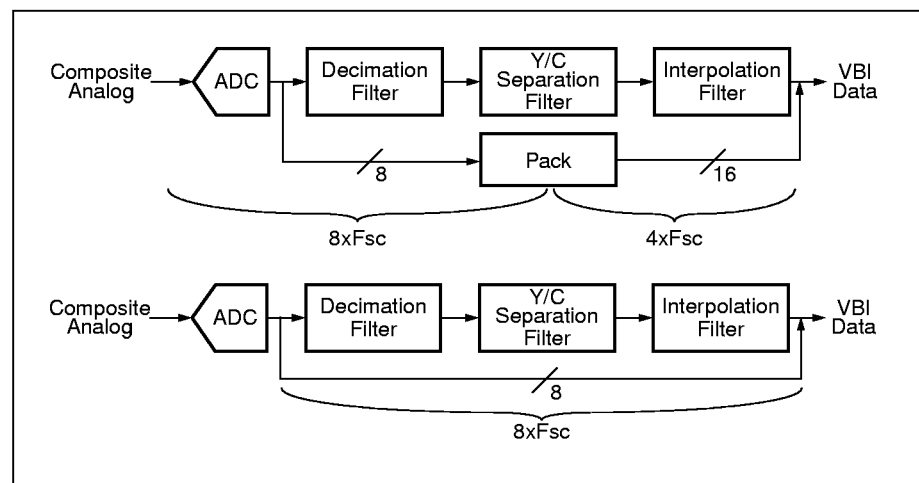 Composite
Analog
ADC
Decimation
Filter
Y/C
Separation
Filter
Interpolation
Filter
VBI
Data
8
Pack
16
8xFsc
4xFsc
Composite
Analog
ADC
Decimation
Filter
Y/C
Separation
Filter
Interpolation
Filter
VBI
Data
8
8xFsc